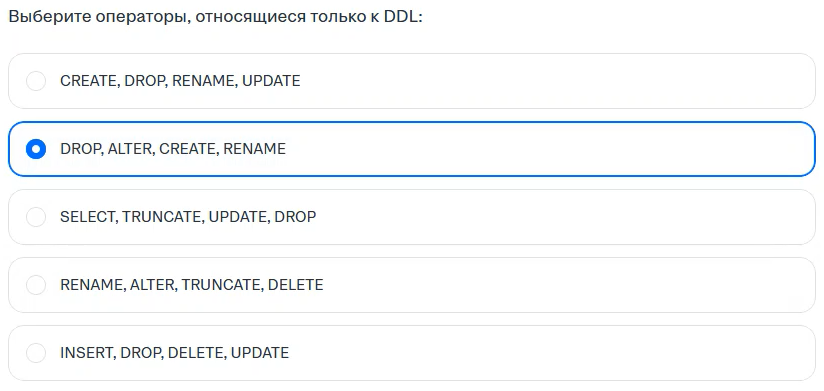 Выберите операторы, относящиеся только к DDL:
CREATE, DROP, RENAME, UPDATE
DROP, ALTER, CREATE, RENAME
SELECT, TRUNCATE, UPDATE, DROP
RENAME, ALTER, TRUNCATE, DELETE
INSERT, DROP, DELETE, UPDATE